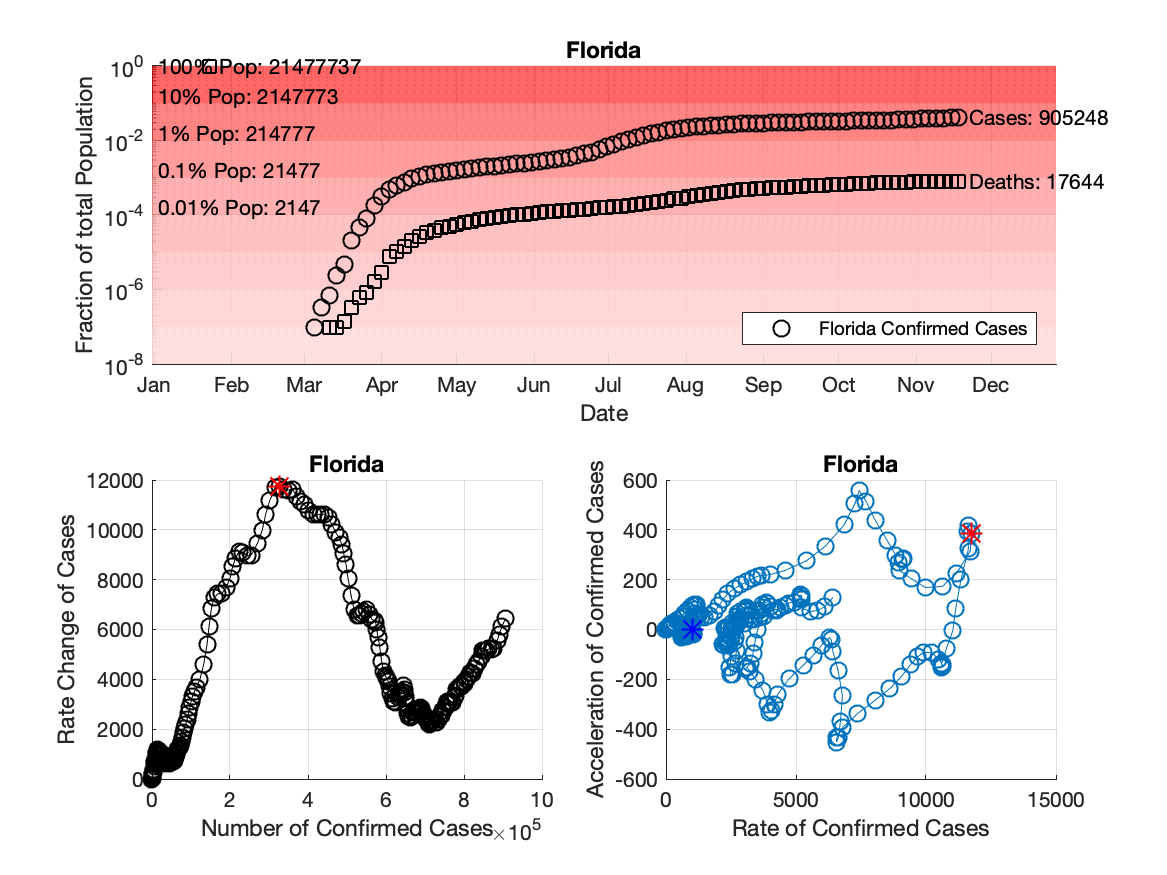 Florida
Fraction of total Population
10^0
10^-2
10^-4
10^-6
10^-8
100% Pop: 21477737
10% Pop: 2147773
1% Pop: 214777
0.1% Pop: 21477
0.01% Pop: 2147
Cases: 905248
Deaths: 17644
Florida Confirmed Cases
Jan Feb Mar Apr May Jun Jul Aug Sep Oct Nov Dec
Date
Florida
Rate Change of Cases
12000
10000
8000
6000
4000
2000
0
0 2 4 6 8 10
Number of Confirmed Cases
×10^5
Florida
Acceleration of Confirmed Cases
600
400
200
0
-200
-400
-600
0 5000 10000 15000
Rate of Confirmed Cases